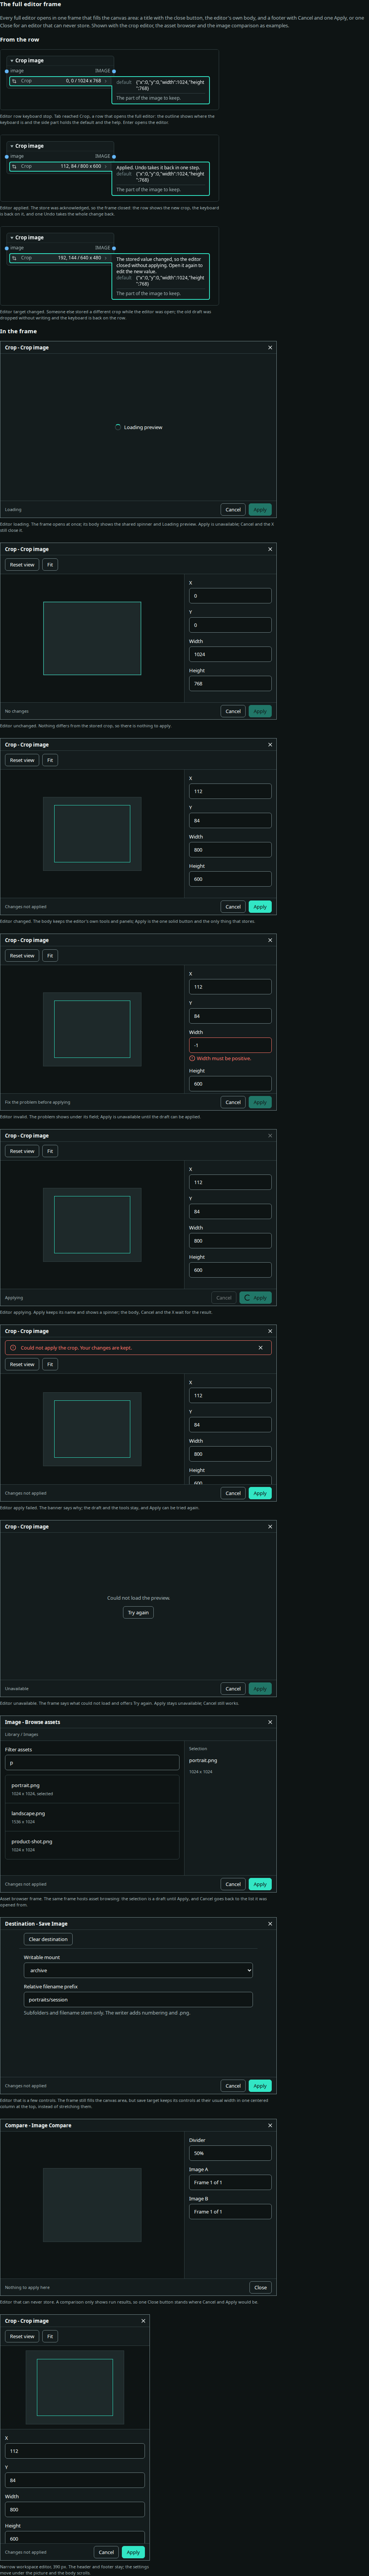 The full editor frame
Every full editor opens in one frame that fills the canvas area: a title with the close button, the editor's own body, and a footer with Cancel and one Apply, or one
Close for an editor that can never store. Shown with the crop editor, the asset browser and the image comparison as examples.
From the row
Crop image
image IMAGE
Crop 0, 0 / 1024 x 768
default {"x":0,"y":0,"width":1024,"height
":768}
The part of the image to keep.
Editor row keyboard stop. Tab reached Crop, a row that opens the full editor: the outline shows where the
keyboard is and the side part holds the default and the help. Enter opens the editor.
Crop image
image IMAGE
Crop 112, 84 / 800 x 600
Applied. Undo takes it back in one step.
default {"x":0,"y":0,"width":1024,"height
":768}
The part of the image to keep.
Editor applied. The store was acknowledged, so the frame closed: the row shows the new crop, the keyboard
is back on it, and one Undo takes the whole change back.
Crop image
image IMAGE
Crop 192, 144 / 640 x 480
The stored value changed, so the editor
closed without applying. Open it again to
edit the new value.
default {"x":0,"y":0,"width":1024,"height
":768}
The part of the image to keep.
Editor target changed. Someone else stored a different crop while the editor was open; the old draft was
dropped without writing and the keyboard is back on the row.
In the frame
Crop - Crop image
Loading preview
Loading Cancel Apply
Editor loading. The frame opens at once; its body shows the shared spinner and Loading preview. Apply is unavailable; Cancel and the X
still close it.
Crop - Crop image
Reset view Fit
X
0
Y
0
Width
1024
Height
768
No changes Cancel Apply
Editor unchanged. Nothing differs from the stored crop, so there is nothing to apply.
Crop - Crop image
Reset view Fit
X
112
Y
84
Width
800
Height
600
Changes not applied Cancel Apply
Editor changed. The body keeps the editor's own tools and panels; Apply is the one solid button and the only thing that stores.
Crop - Crop image
Reset view Fit
X
112
Y
84
Width
-1
Width must be positive.
Height
600
Fix the problem before applying Cancel Apply
Editor invalid. The problem shows under its field; Apply is unavailable until the draft can be applied.
Crop - Crop image
Reset view Fit
X
112
Y
84
Width
800
Height
600
Applying Cancel Apply
Editor applying. Apply keeps its name and shows a spinner; the body, Cancel and the X wait for the result.
Crop - Crop image
Could not apply the crop. Your changes are kept.
Reset view Fit
X
112
Y
84
Width
800
Height
600
Changes not applied Cancel Apply
Editor apply failed. The banner says why; the draft and the tools stay, and Apply can be tried again.
Crop - Crop image
Could not load the preview.
Try again
Unavailable Cancel Apply
Editor unavailable. The frame says what could not load and offers Try again. Apply stays unavailable; Cancel still works.
Image - Browse assets
Library / Images
Filter assets
p
portrait.png
1024 x 1024, selected
landscape.png
1536 x 1024
product-shot.png
1024 x 1024
Selection
portrait.png
1024 x 1024
Changes not applied Cancel Apply
Asset browser frame. The same frame hosts asset browsing: the selection is a draft until Apply, and Cancel goes back to the list it was
opened from.
Destination - Save Image
Clear destination
Writable mount
archive
Relative filename prefix
portraits/session
Subfolders and filename stem only. The writer adds numbering and .png.
Changes not applied Cancel Apply
Editor that is a few controls. The frame still fills the canvas area, but save target keeps its controls at their usual width in one centered
column at the top, instead of stretching them.
Compare - Image Compare
Divider
50%
Image A
Frame 1 of 1
Image B
Frame 1 of 1
Nothing to apply here Close
Editor that can never store. A comparison only shows run results, so one Close button stands where Cancel and Apply would be.
Crop - Crop image
Reset view Fit
X
112
Y
84
Width
800
Height
600
Changes not applied Cancel Apply
Narrow workspace editor, 390 px. The header and footer stay; the settings
move under the picture and the body scrolls.